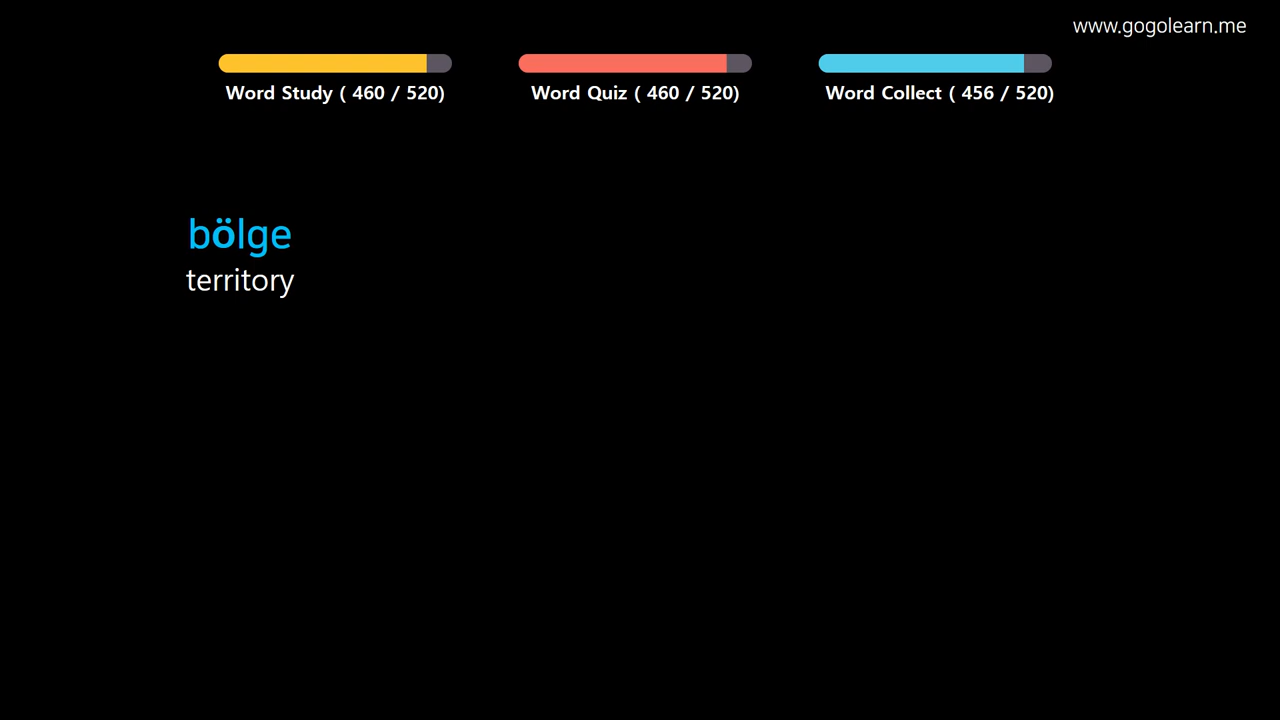 www.gogolearn.me
Word Study ( 460 / 520)
Word Quiz ( 460 / 520)
Word Collect ( 456 / 520)
bölge
territory